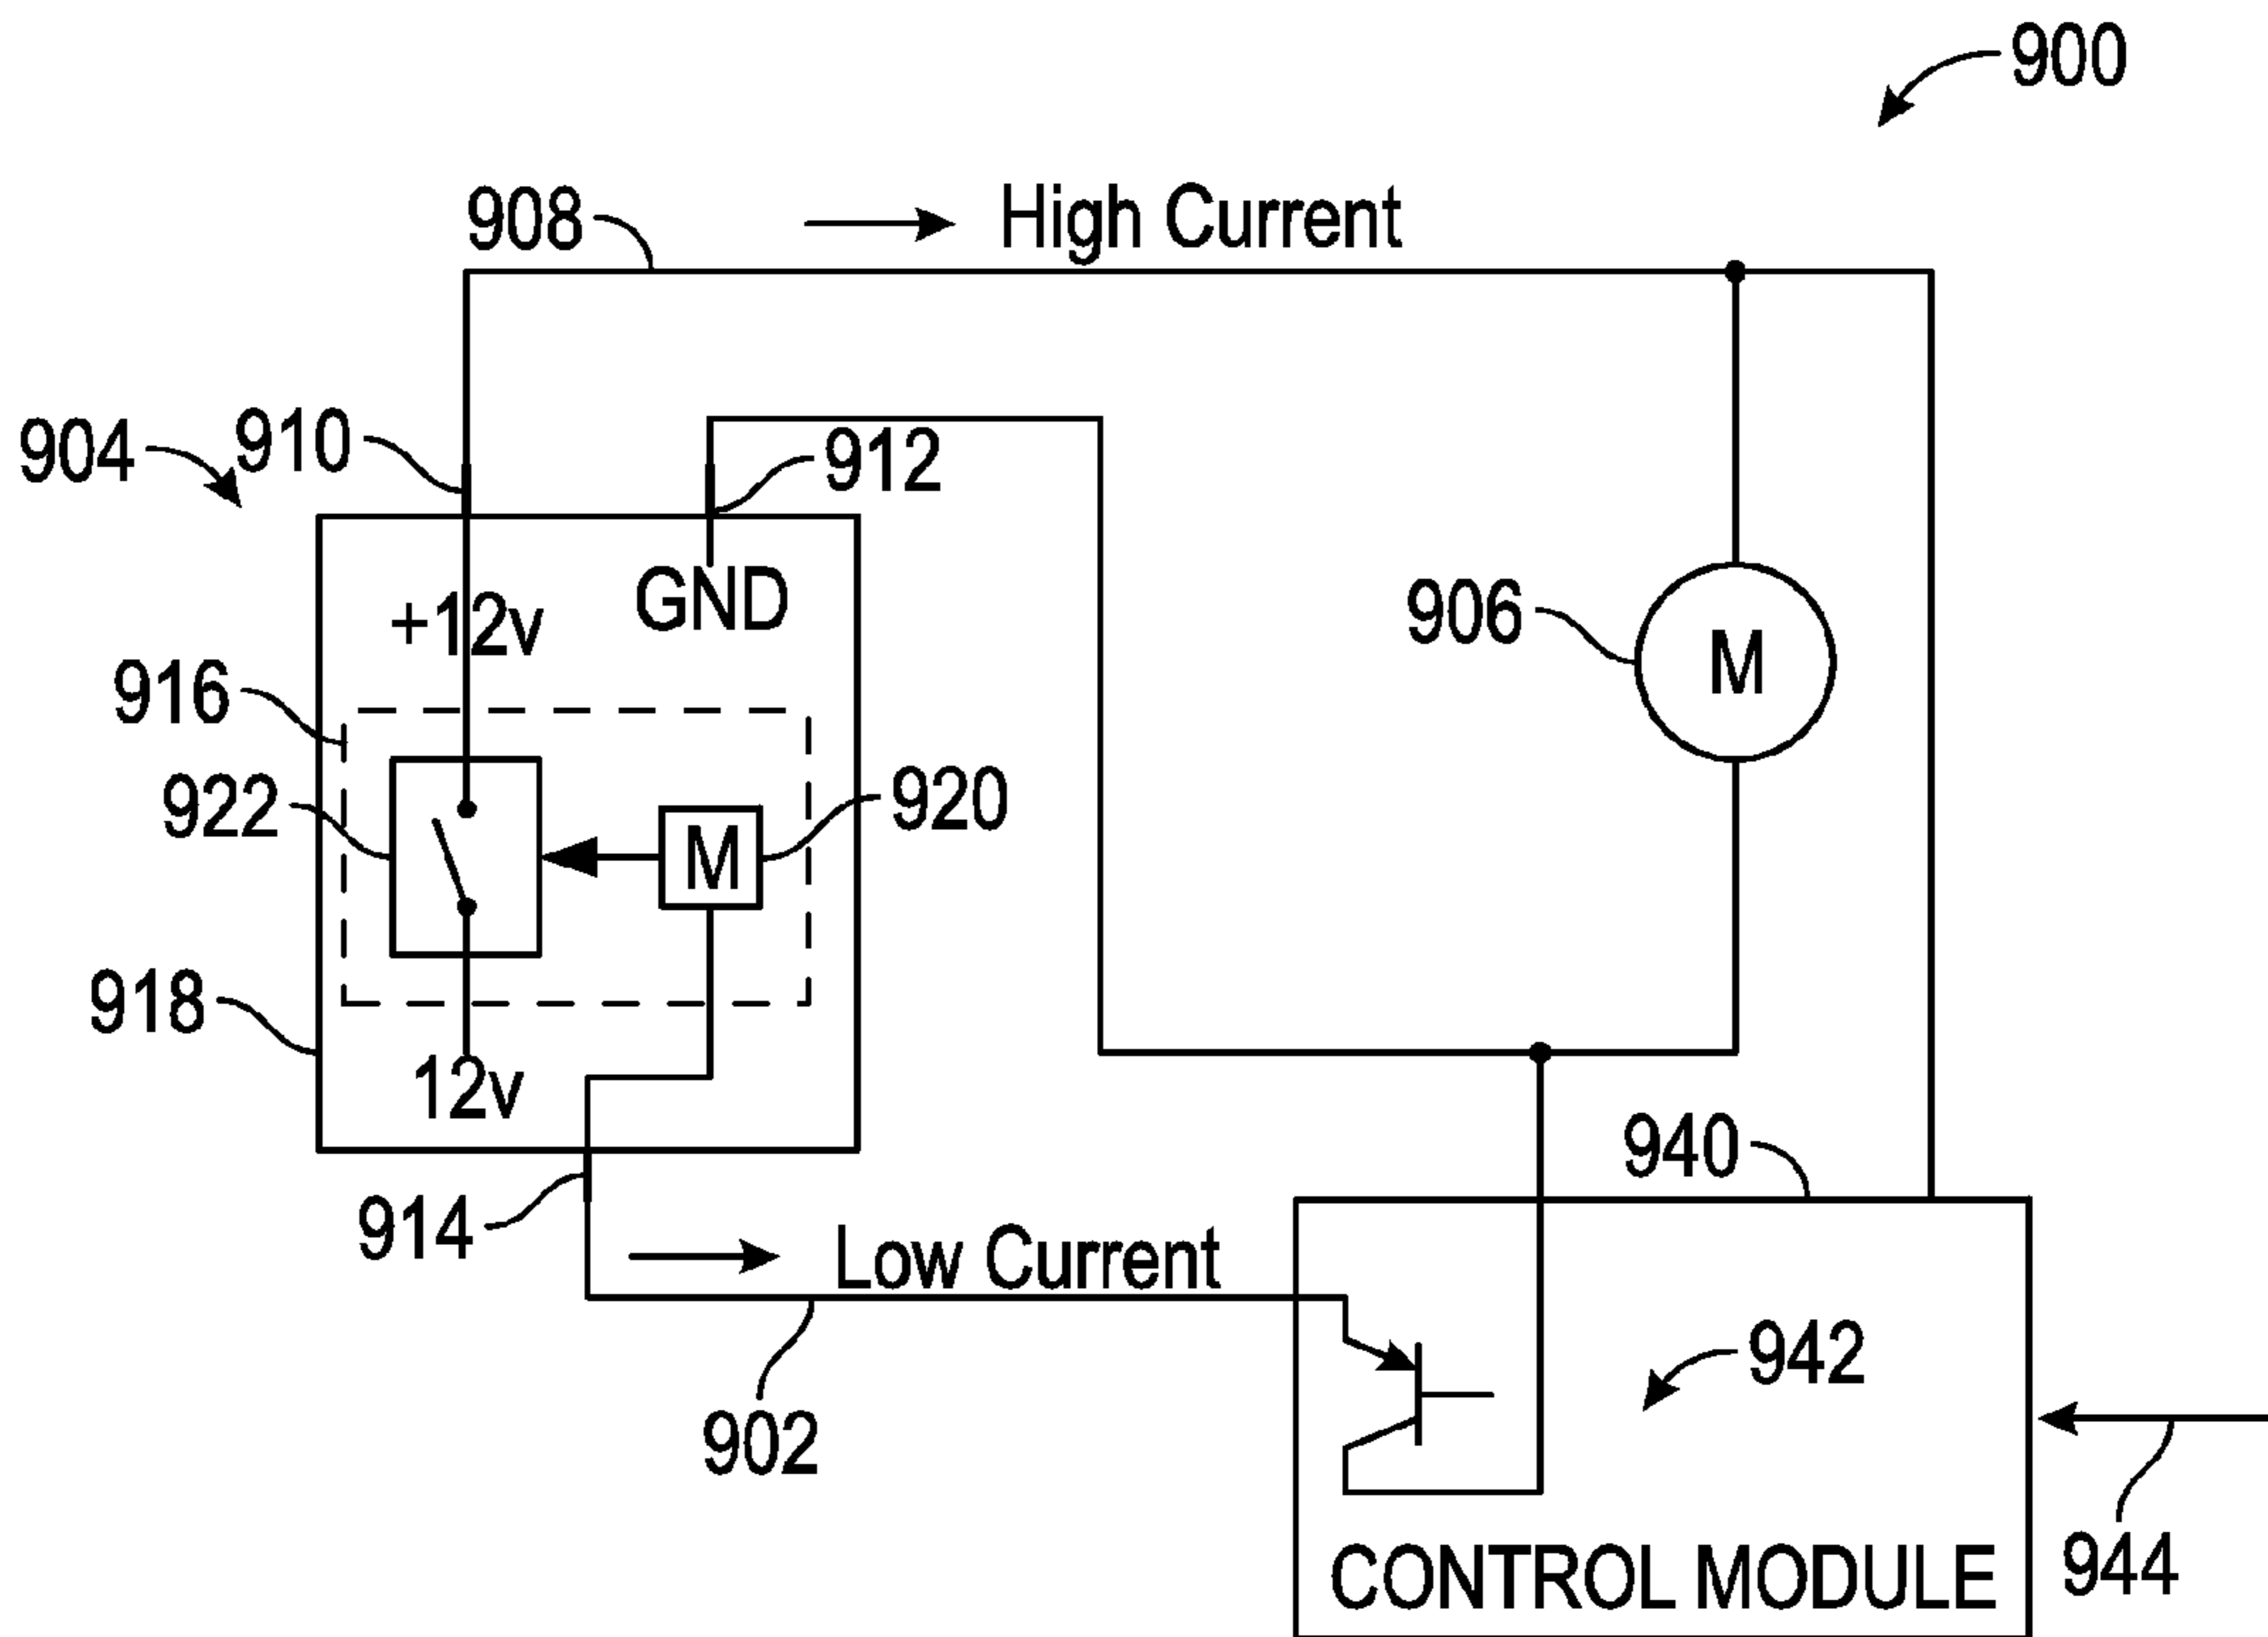 900
908
High Current
904
910
912
GND
+12v
906
M
916
922
M
920
918
12v
940
914
Low Current
942
902
944
CONTROL MODULE